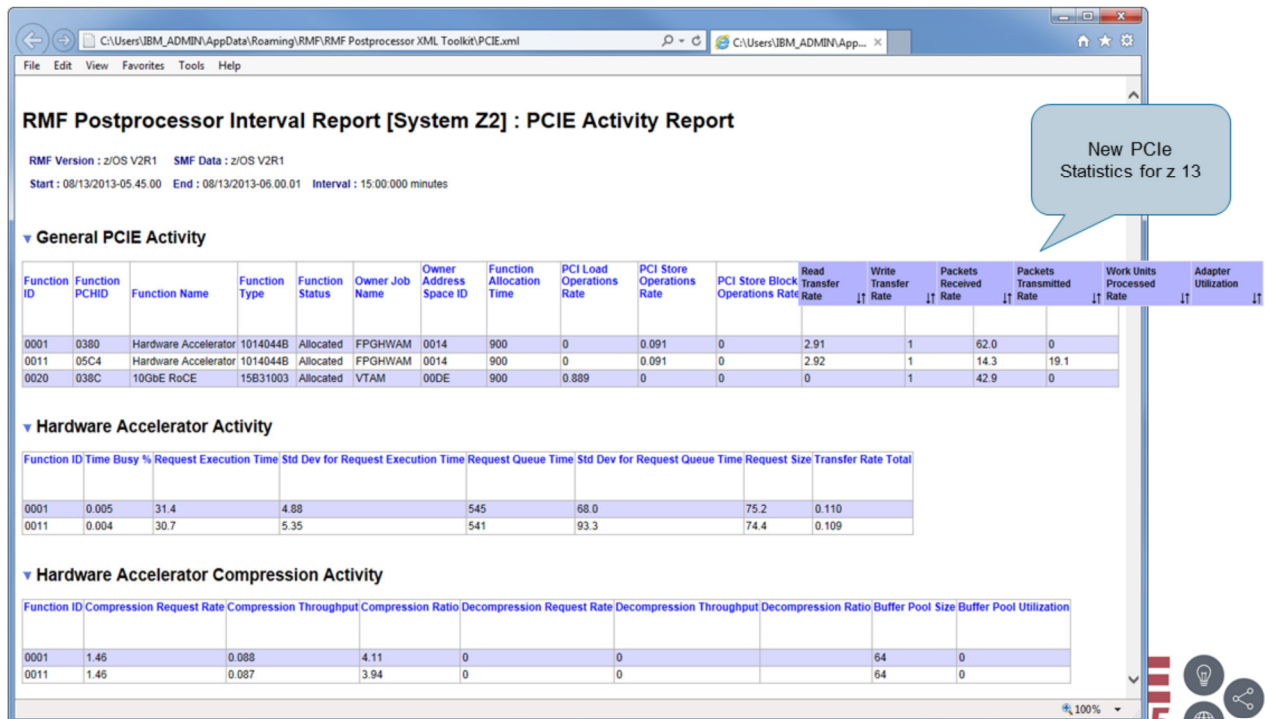 C:\Users\IBM_ADMIN\AppData\Roaming\RMF\RMF Postprocessor XML Toolkit\PCIE.xml
C:\Users\IBM_ADMIN\App...
File Edit View Favorites Tools Help
RMF Postprocessor Interval Report [System Z2] : PCIE Activity Report
New PCIe
Statistics for z 13
RMF Version : z/OS V2R1 SMF Data : z/OS V2R1
Start : 08/13/2013-05.45.00 End : 08/13/2013-06.00.01 Interval : 15:00:000 minutes
General PCIE Activity
Function ID Function PCHID Function Name Function Type Function Status Owner Job Name Owner Address Space ID Function Allocation Time PCI Load Operations Rate PCI Store Operations Rate PCI Store Block Operations Rate Read Transfer Rate Write Transfer Rate Packets Received Rate Packets Transmitted Rate Work Units Processed Rate Adapter Utilization
0001 0380 Hardware Accelerator 1014044B Allocated FPGHWAM 0014 900 0 0.091 0 2.91 1 62.0 0
0011 05C4 Hardware Accelerator 1014044B Allocated FPGHWAM 0014 900 0 0.091 0 2.92 1 14.3 19.1
0020 038C 10GbE RoCE 15B31003 Allocated VTAM 00DE 900 0.889 0 0 0 1 42.9 0
Hardware Accelerator Activity
Function ID Time Busy % Request Execution Time Std Dev for Request Execution Time Request Queue Time Std Dev for Request Queue Time Request Size Transfer Rate Total
0001 0.005 31.4 4.88 545 68.0 75.2 0.110
0011 0.004 30.7 5.35 541 93.3 74.4 0.109
Hardware Accelerator Compression Activity
Function ID Compression Request Rate Compression Throughput Compression Ratio Decompression Request Rate Decompression Throughput Decompression Ratio Buffer Pool Size Buffer Pool Utilization
0001 1.46 0.088 4.11 0 0 64 0
0011 1.46 0.087 3.94 0 0 64 0
100%